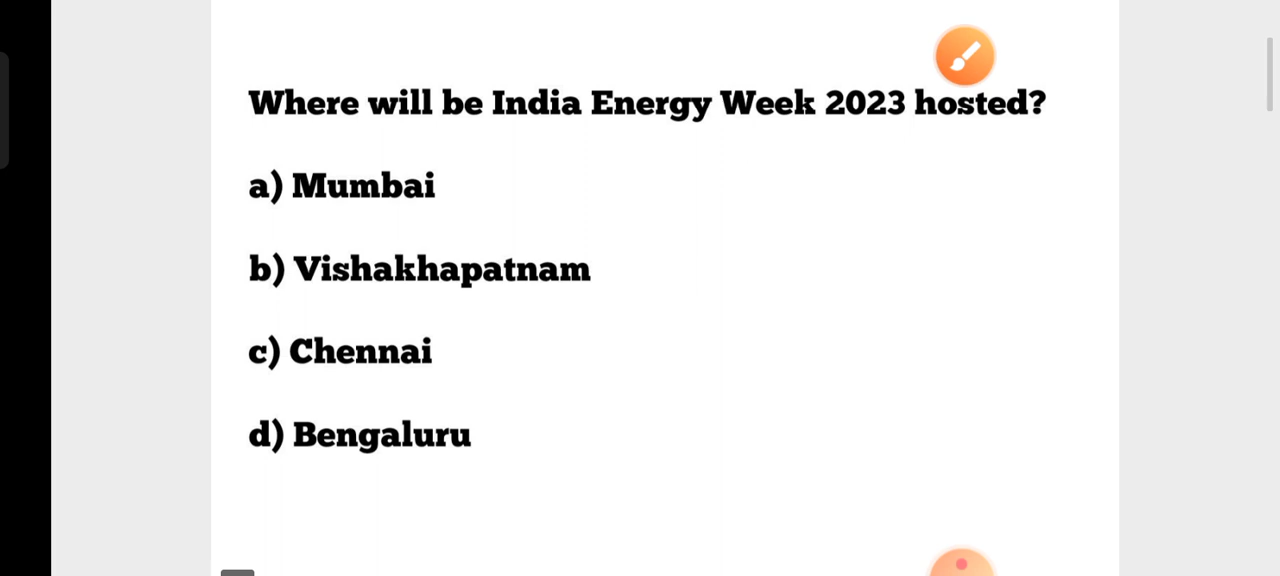 Where will be India Energy Week 2023 hosted?
a) Mumbai
b) Vishakhapatnam
c) Chennai
d) Bengaluru